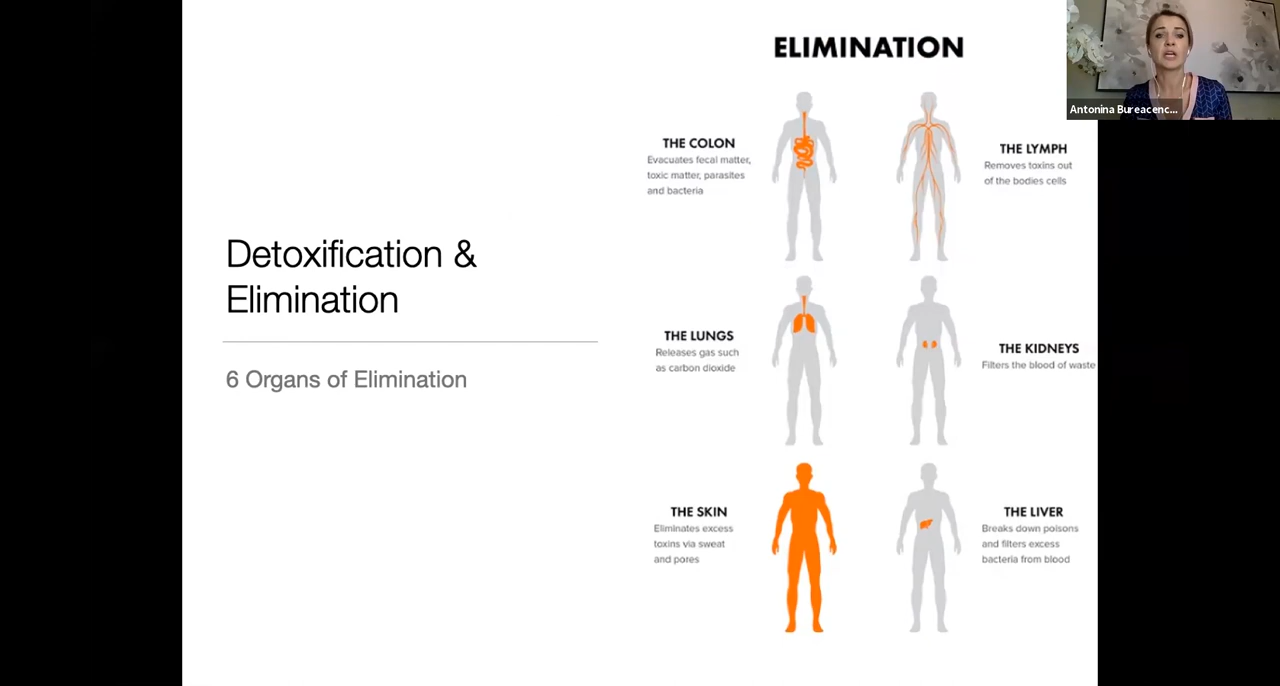 ELIMINATION
Antonina Bureacenc...
THE COLON
Evacuates fecal matter,
toxic matter, parasites
and bacteria
THE LYMPH
Removes toxins out
of the bodies cells
Detoxification &
Elimination
6 Organs of Elimination
THE LUNGS
Releases gas such
as carbon dioxide
THE KIDNEYS
Filters the blood of waste
THE SKIN
Eliminates excess
toxins via sweat
and pores
THE LIVER
Breaks down poisons
and filters excess
bacteria from blood